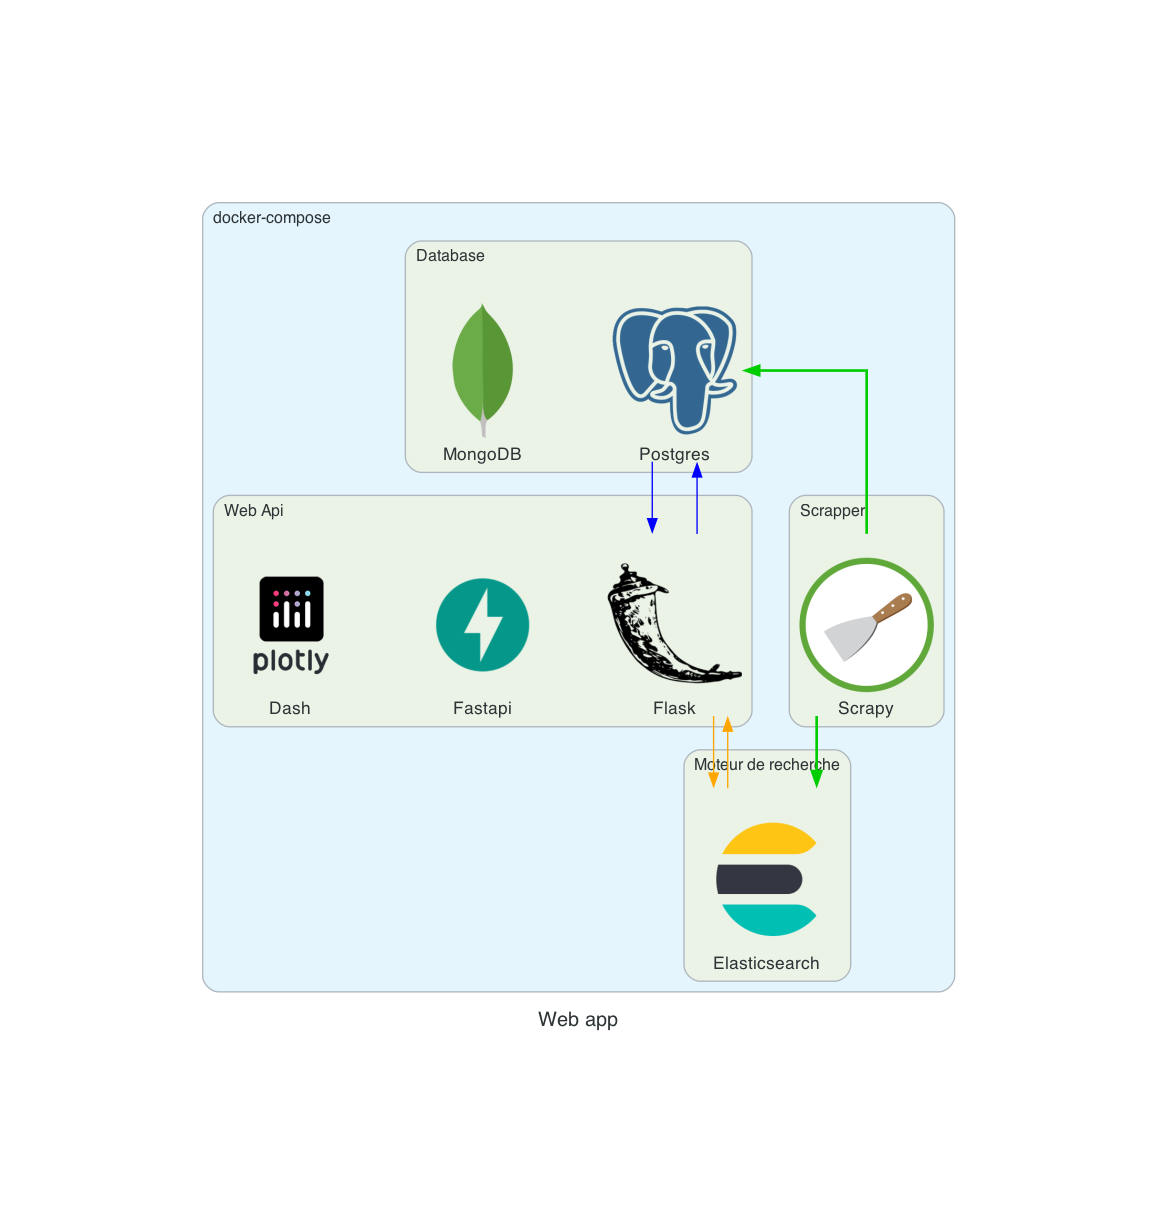 docker-compose
Database
MongoDB
Postgres
Web Api
Scrapper
plotly
Dash
Fastapi
Flask
Scrapy
Moteur de recherche
Elasticsearch
Web app